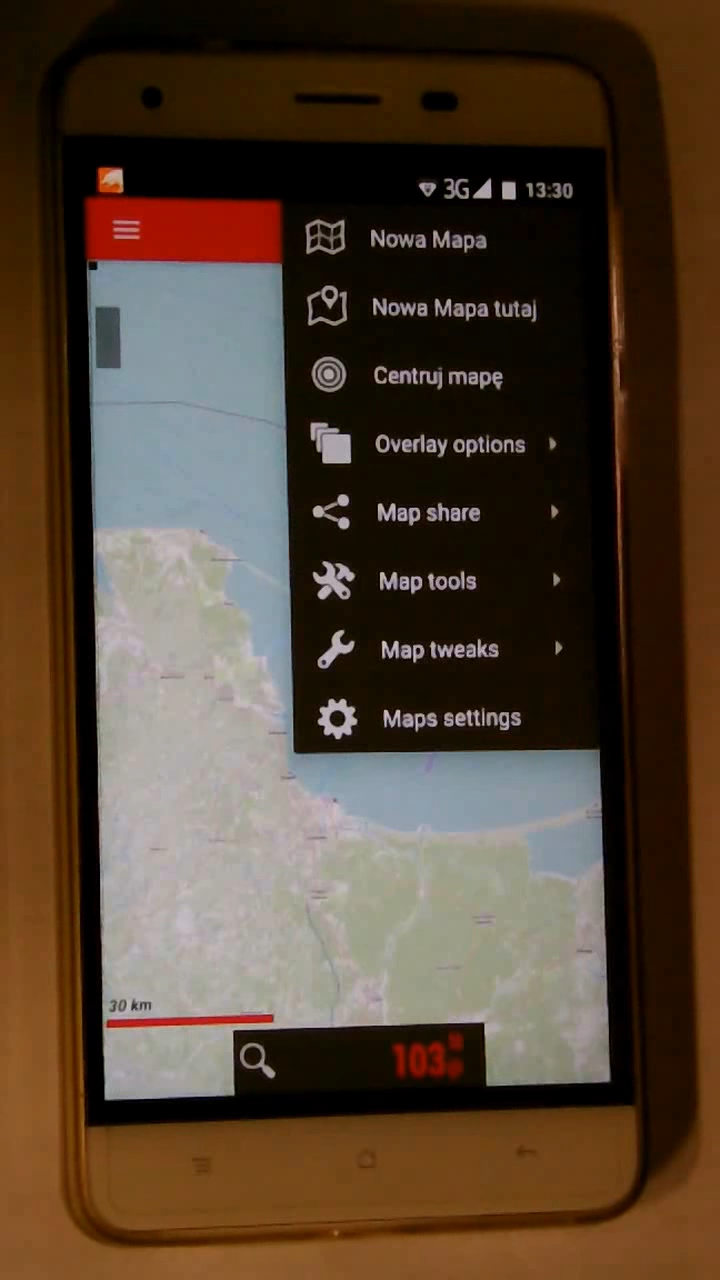 3G 13:30
Nowa Mapa
Nowa Mapa tutaj
Centruj mapę
Overlay options
Map share
Map tools
Map tweaks
Maps settings
30 km
103